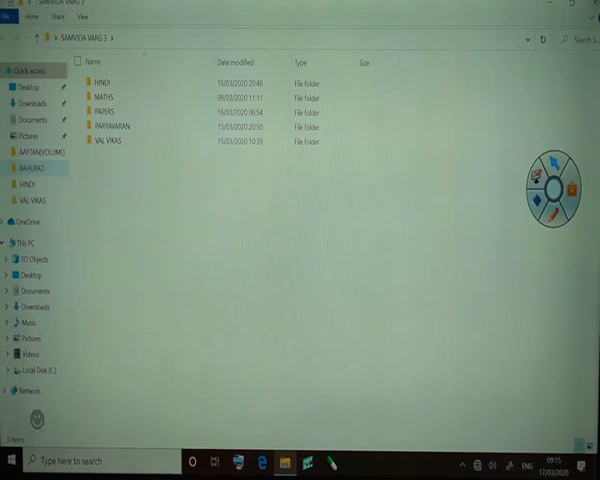 SAMVIDA VARG 3
File Home Share View
SAMVIDA VARG 3
Search S
Name Date modified Type Size
HINDI 16/03/2020 20:46 File folder
MATHS 09/03/2020 11:11 File folder
PAPERS 16/03/2020 06:54 File folder
PARYAVARAN 15/03/2020 20:50 File folder
VAL VIKAS 15/03/2020 10:39 File folder
Quick access
Desktop
Downloads
Documents
Pictures
AAYTAN(VOLUME)
BAHUPAD
HINDI
VAL VIKAS
OneDrive
This PC
3D Objects
Desktop
Documents
Downloads
Music
Pictures
Videos
Local Disk (C:)
Network
5 items
Type here to search
ENG
09:15
17/03/2020